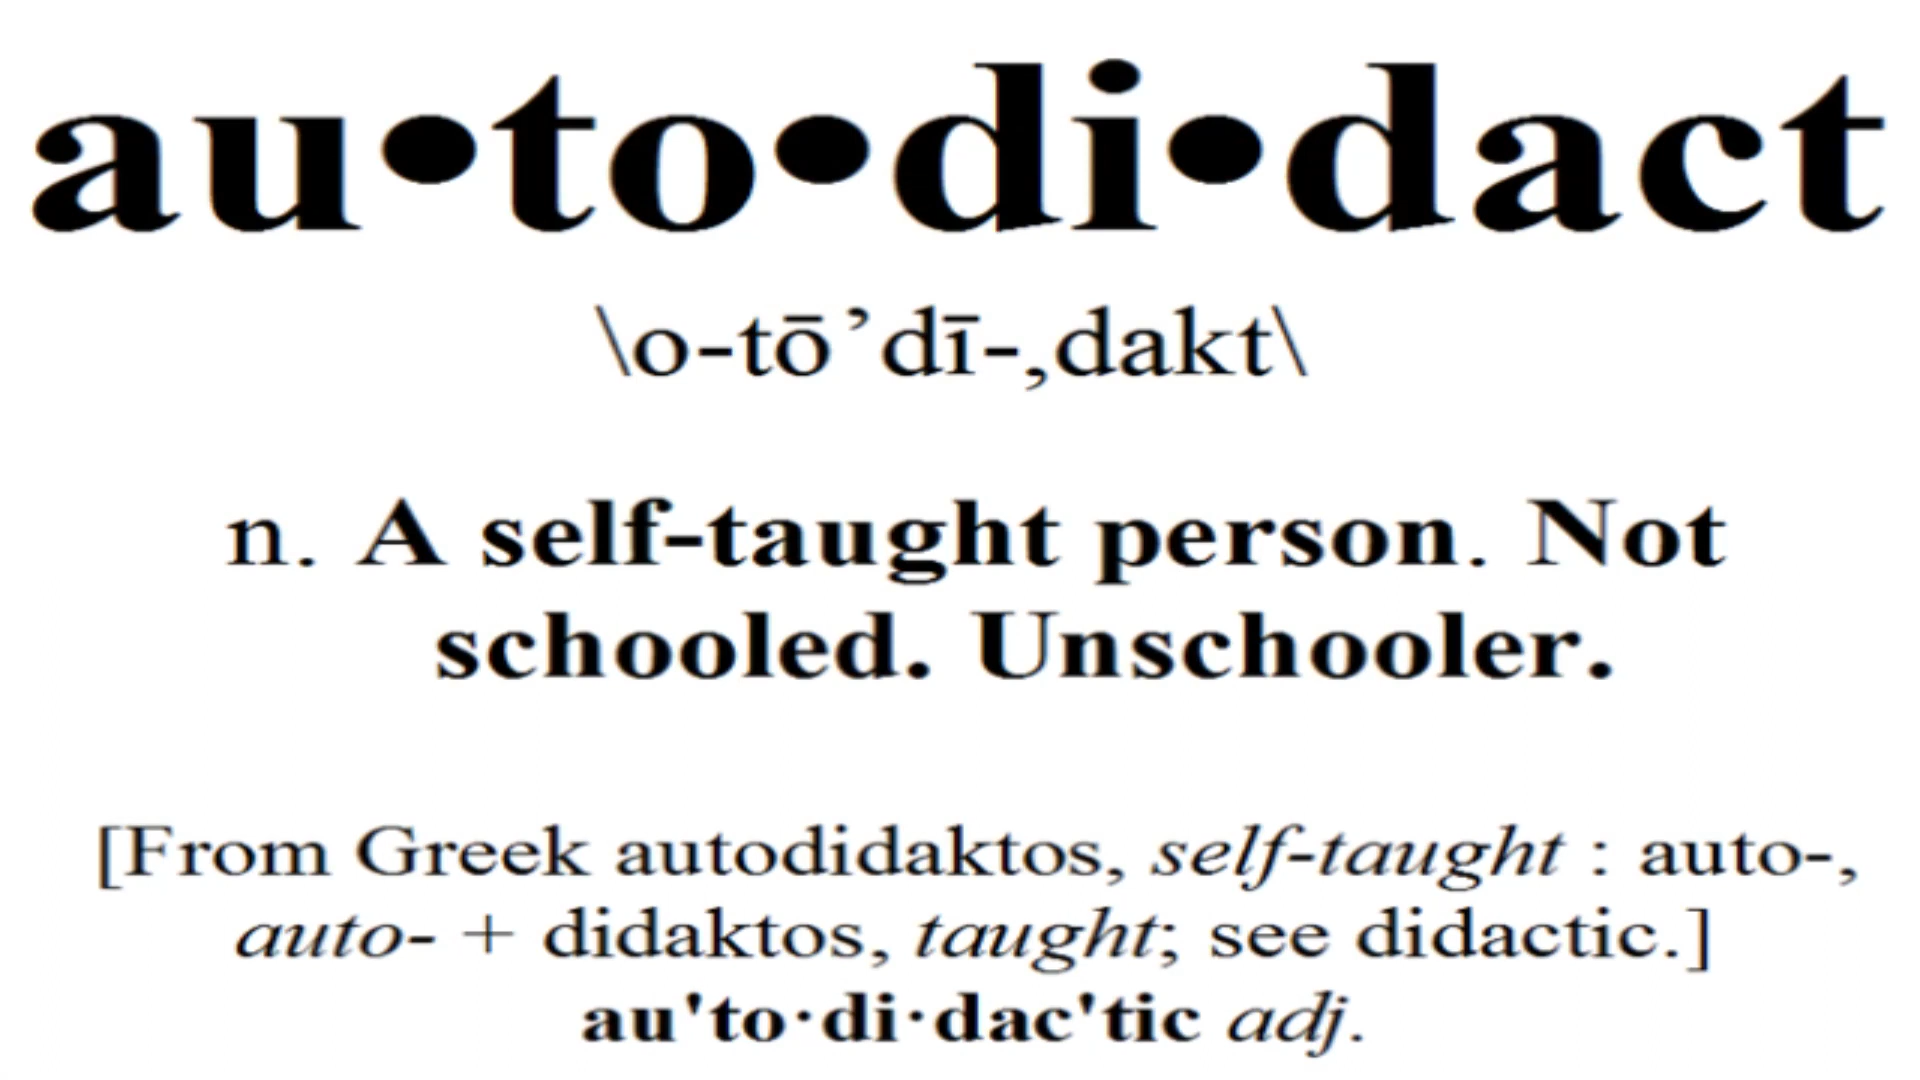 au•to•di•dact
\o-tō’dī-,dakt\
n. A self-taught person. Not
schooled. Unschooler.
[From Greek autodidaktos, self-taught : auto-,
auto- + didaktos, taught; see didactic.]
au'to·di·dac'tic adj.